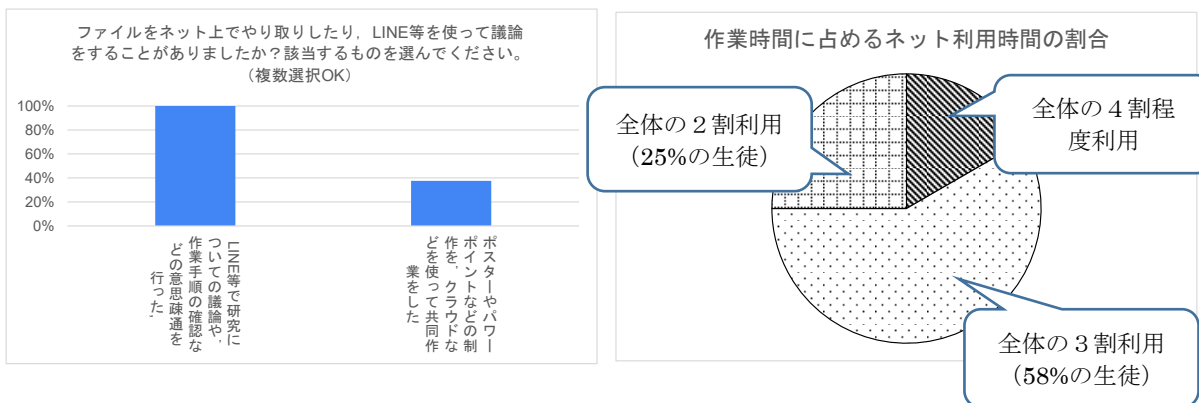 ファイルをネット上でやり取りしたり，LINE等を使って議論
をすることがありましたか？該当するものを選んでください。
（複数選択OK）
100%
80%
60%
40%
20%
0%
LINE等で研究に
ついての議論や，
作業手順の確認な
どの意思疎通を
行った，
ポスターやパワー
ポイントなどの制
作を，クラウドな
どを使って共同作
業をした
作業時間に占めるネット利用時間の割合
全体の２割利用
（25%の生徒）
全体の４割程
度利用
全体の３割利用
（58%の生徒）